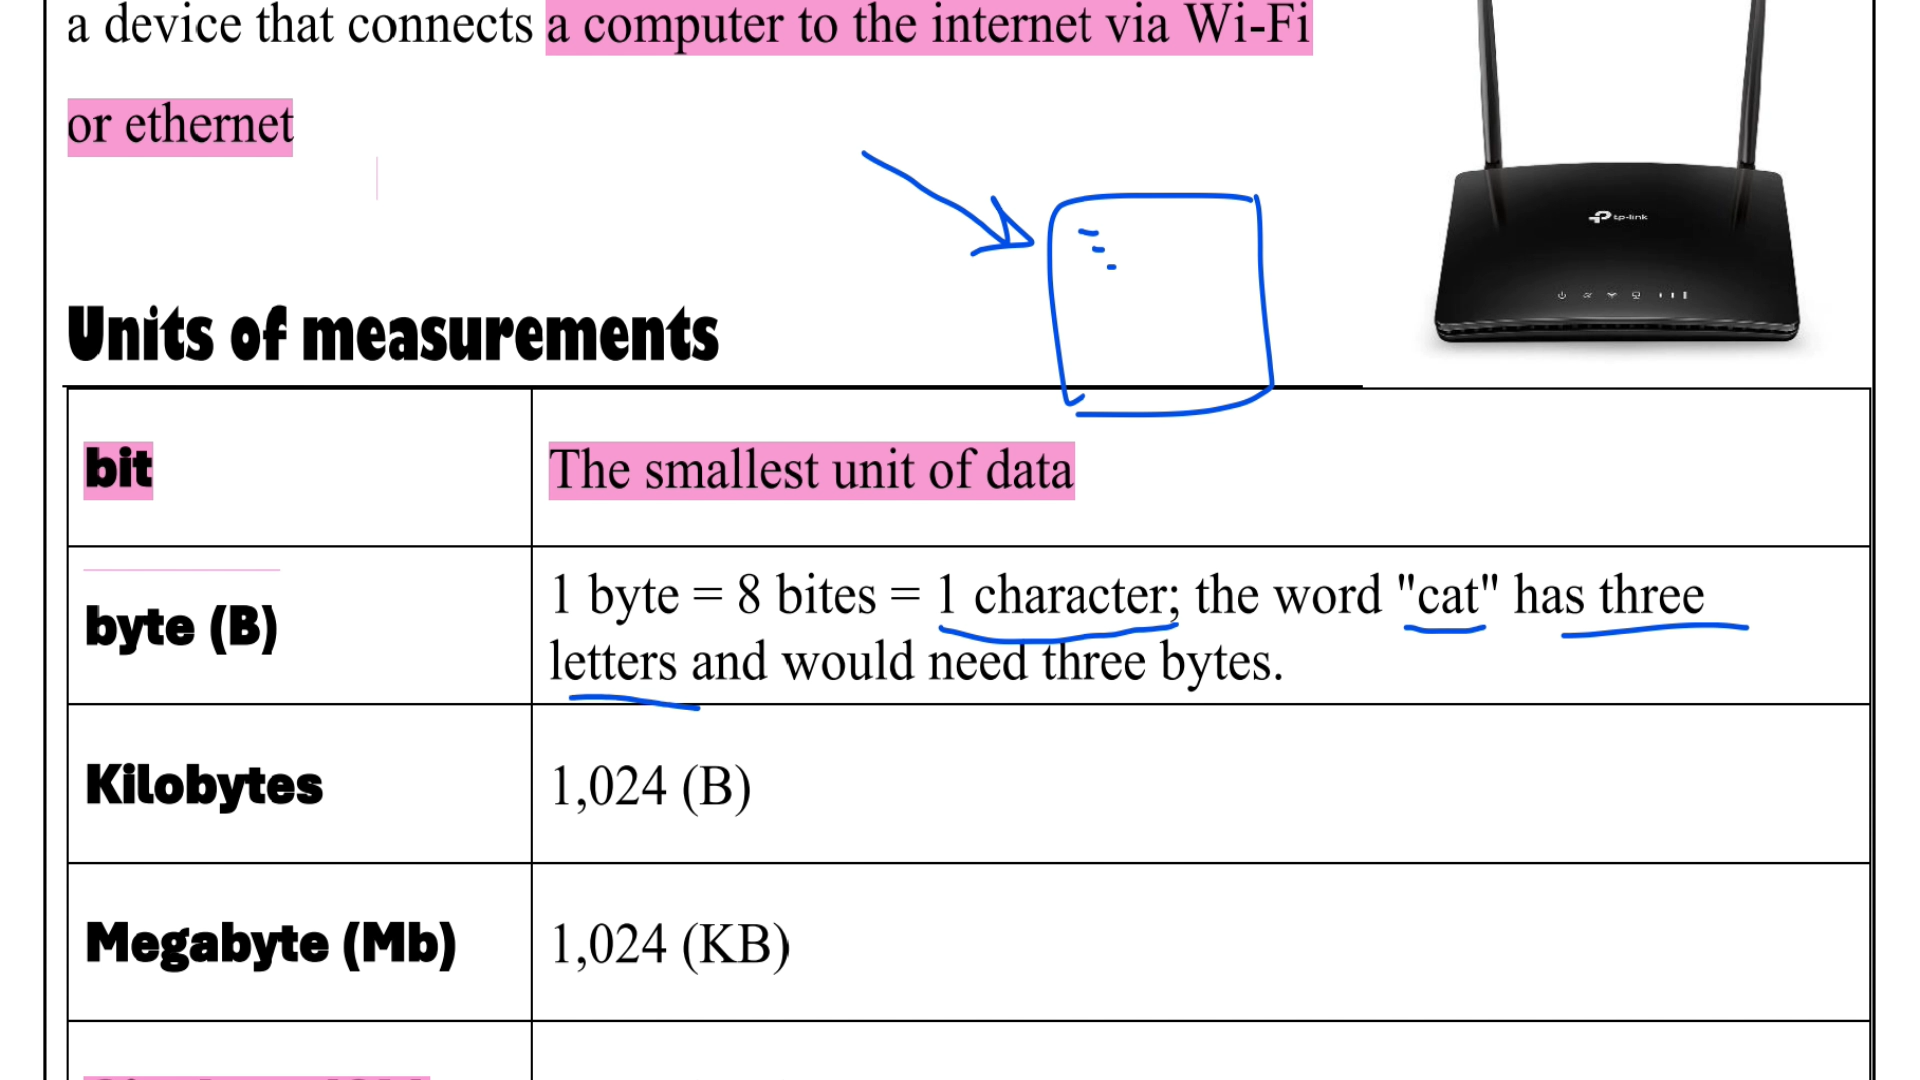 a device that connects a computer to the internet via Wi-Fi
or ethernet
tp-link
Units of measurements
bit
The smallest unit of data
byte (B)
1 byte = 8 bites = 1 character; the word "cat" has three
letters and would need three bytes.
Kilobytes
1,024 (B)
Megabyte (Mb)
1,024 (KB)